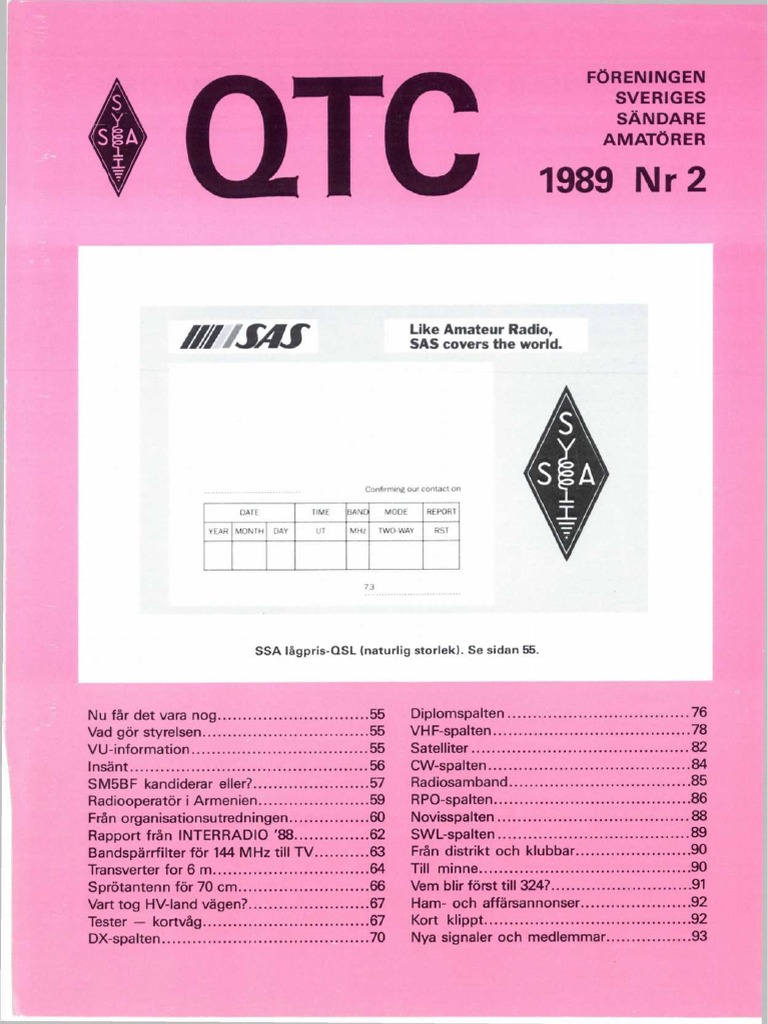 QTC
FÖRENINGEN
SVERIGES
SÄNDARE
AMATÖRER
1989 Nr 2
S
Y
S A
SAS
Like Amateur Radio,
SAS covers the world.
S
Y
S A
Confirming our contact on
DATE TIME BAND MODE REPORT
YEAR MONTH DAY UT MHz TWO-WAY RST
73
SSA lågpris-QSL (naturlig storlek). Se sidan 55.
Nu får det vara nog..............................55
Vad gör styrelsen.................................55
VU-information....................................55
Insänt................................................56
SM5BF kandiderar eller?.......................57
Radiooperatör i Armenien......................59
Från organisationsutredningen................60
Rapport från INTERRADIO '88...............62
Bandspärrfilter för 144 MHz till TV...........63
Transverter for 6 m...............................64
Sprötantenn för 70 cm..........................66
Vart tog HV-land vägen?........................67
Tester — kortvåg.................................67
DX-spalten..........................................70
Diplomspalten.....................................76
VHF-spalten........................................78
Satelliter............................................82
CW-spalten.........................................84
Radiosamband....................................85
RPO-spalten.......................................86
Novisspalten.......................................88
SWL-spalten.......................................89
Från distrikt och klubbar.......................90
Till minne...........................................90
Vem blir först till 324?...........................91
Ham- och affärsannonser......................92
Kort klippt..........................................92
Nya signaler och medlemmar.................93